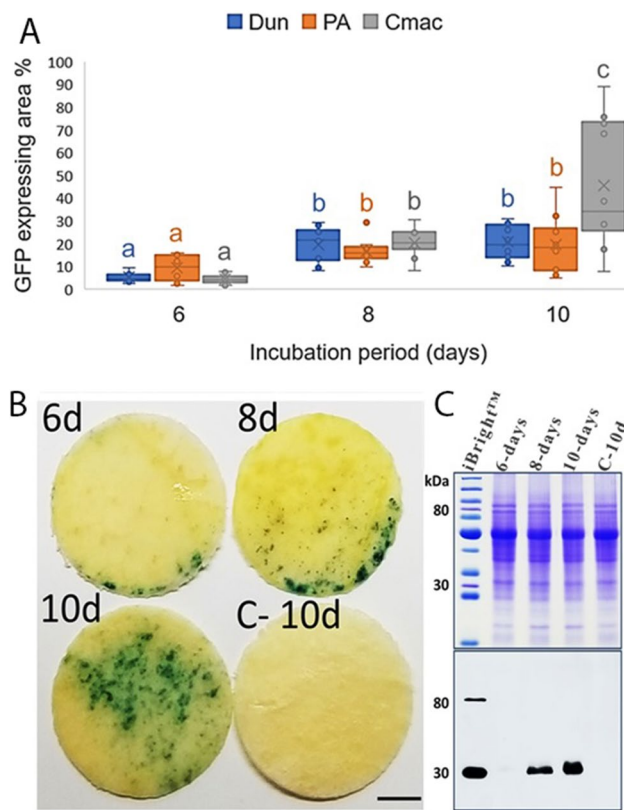 A
Dun PA Cmac
GFP expressing area %
100
90
80
70
60
50
40
30
20
10
0
a a a
b b b
b b c
6 8 10
Incubation period (days)
B
6d
8d
10d
C- 10d
C
iBright™
6-days
8-days
10-days
C-10d
kDa
80
30
80
30